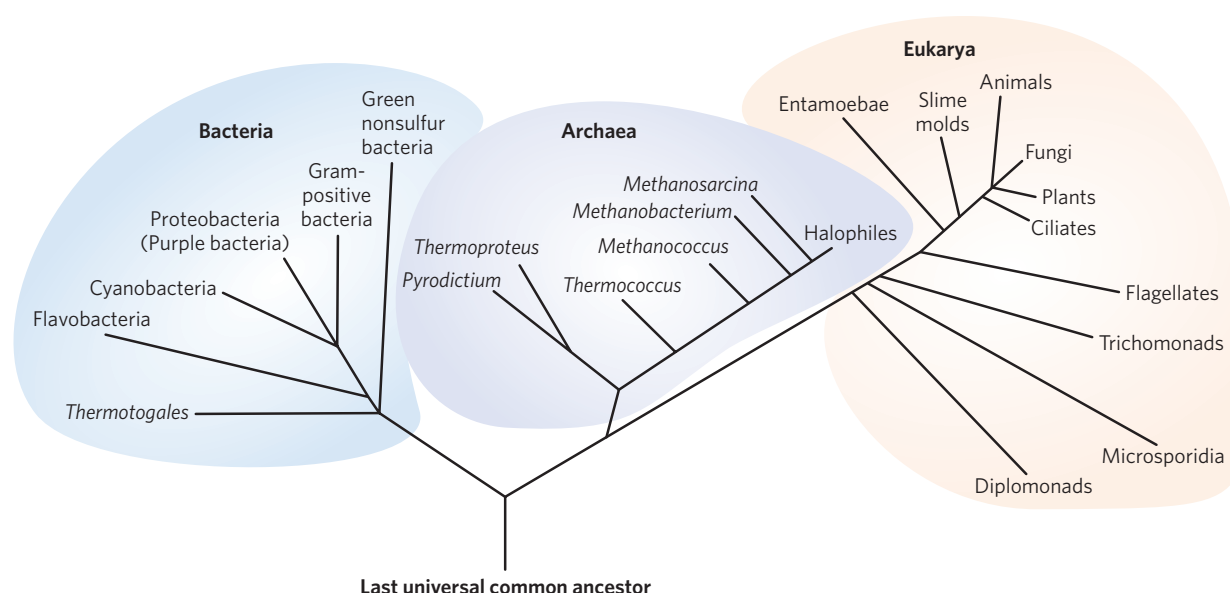 Eukarya
Animals
Slime
molds
Entamoebae
Fungi
Plants
Ciliates
Flagellates
Trichomonads
Microsporidia
Diplomonads
Archaea
Methanosarcina
Methanobacterium
Halophiles
Methanococcus
Thermoproteus
Pyrodictium
Thermococcus
Bacteria
Green
nonsulfur
bacteria
Gram-
positive
bacteria
Proteobacteria
(Purple bacteria)
Cyanobacteria
Flavobacteria
Thermotogales
Last universal common ancestor